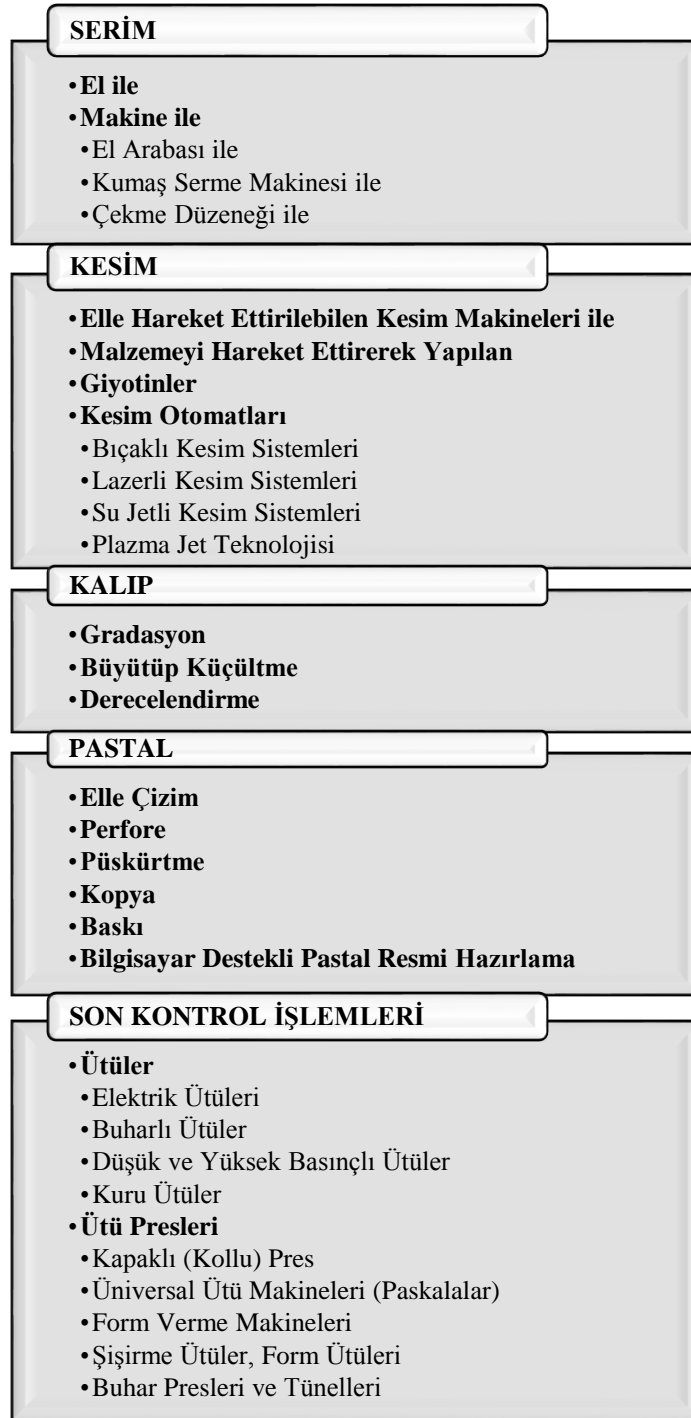 SERİM
•El ile
•Makine ile
•El Arabası ile
•Kumaş Serme Makinesi ile
•Çekme Düzeneği ile
KESİM
•Elle Hareket Ettirilebilen Kesim Makineleri ile
•Malzemeyi Hareket Ettirerek Yapılan
•Giyotinler
•Kesim Otomatları
•Bıçaklı Kesim Sistemleri
•Lazerli Kesim Sistemleri
•Su Jetli Kesim Sistemleri
•Plazma Jet Teknolojisi
KALIP
•Gradasyon
•Büyütüp Küçültme
•Derecelendirme
PASTAL
•Elle Çizim
•Perfore
•Püskürtme
•Kopya
•Baskı
•Bilgisayar Destekli Pastal Resmi Hazırlama
SON KONTROL İŞLEMLERİ
•Ütüler
•Elektrik Ütüleri
•Buharlı Ütüler
•Düşük ve Yüksek Basınçlı Ütüler
•Kuru Ütüler
•Ütü Presleri
•Kapaklı (Kollu) Pres
•Üniversal Ütü Makineleri (Paskalalar)
•Form Verme Makineleri
•Şişirme Ütüler, Form Ütüleri
•Buhar Presleri ve Tünelleri